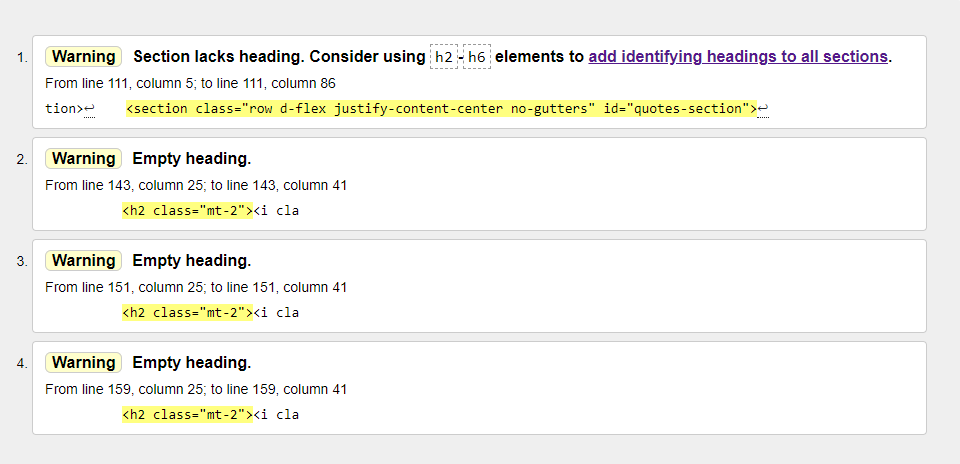 1. Warning Section lacks heading. Consider using h2-h6 elements to add identifying headings to all sections.
From line 111, column 5; to line 111, column 86
tion>↩    <section class="row d-flex justify-content-center no-gutters" id="quotes-section">↩
2. Warning Empty heading.
From line 143, column 25; to line 143, column 41
<h2 class="mt-2"><i cla
3. Warning Empty heading.
From line 151, column 25; to line 151, column 41
<h2 class="mt-2"><i cla
4. Warning Empty heading.
From line 159, column 25; to line 159, column 41
<h2 class="mt-2"><i cla